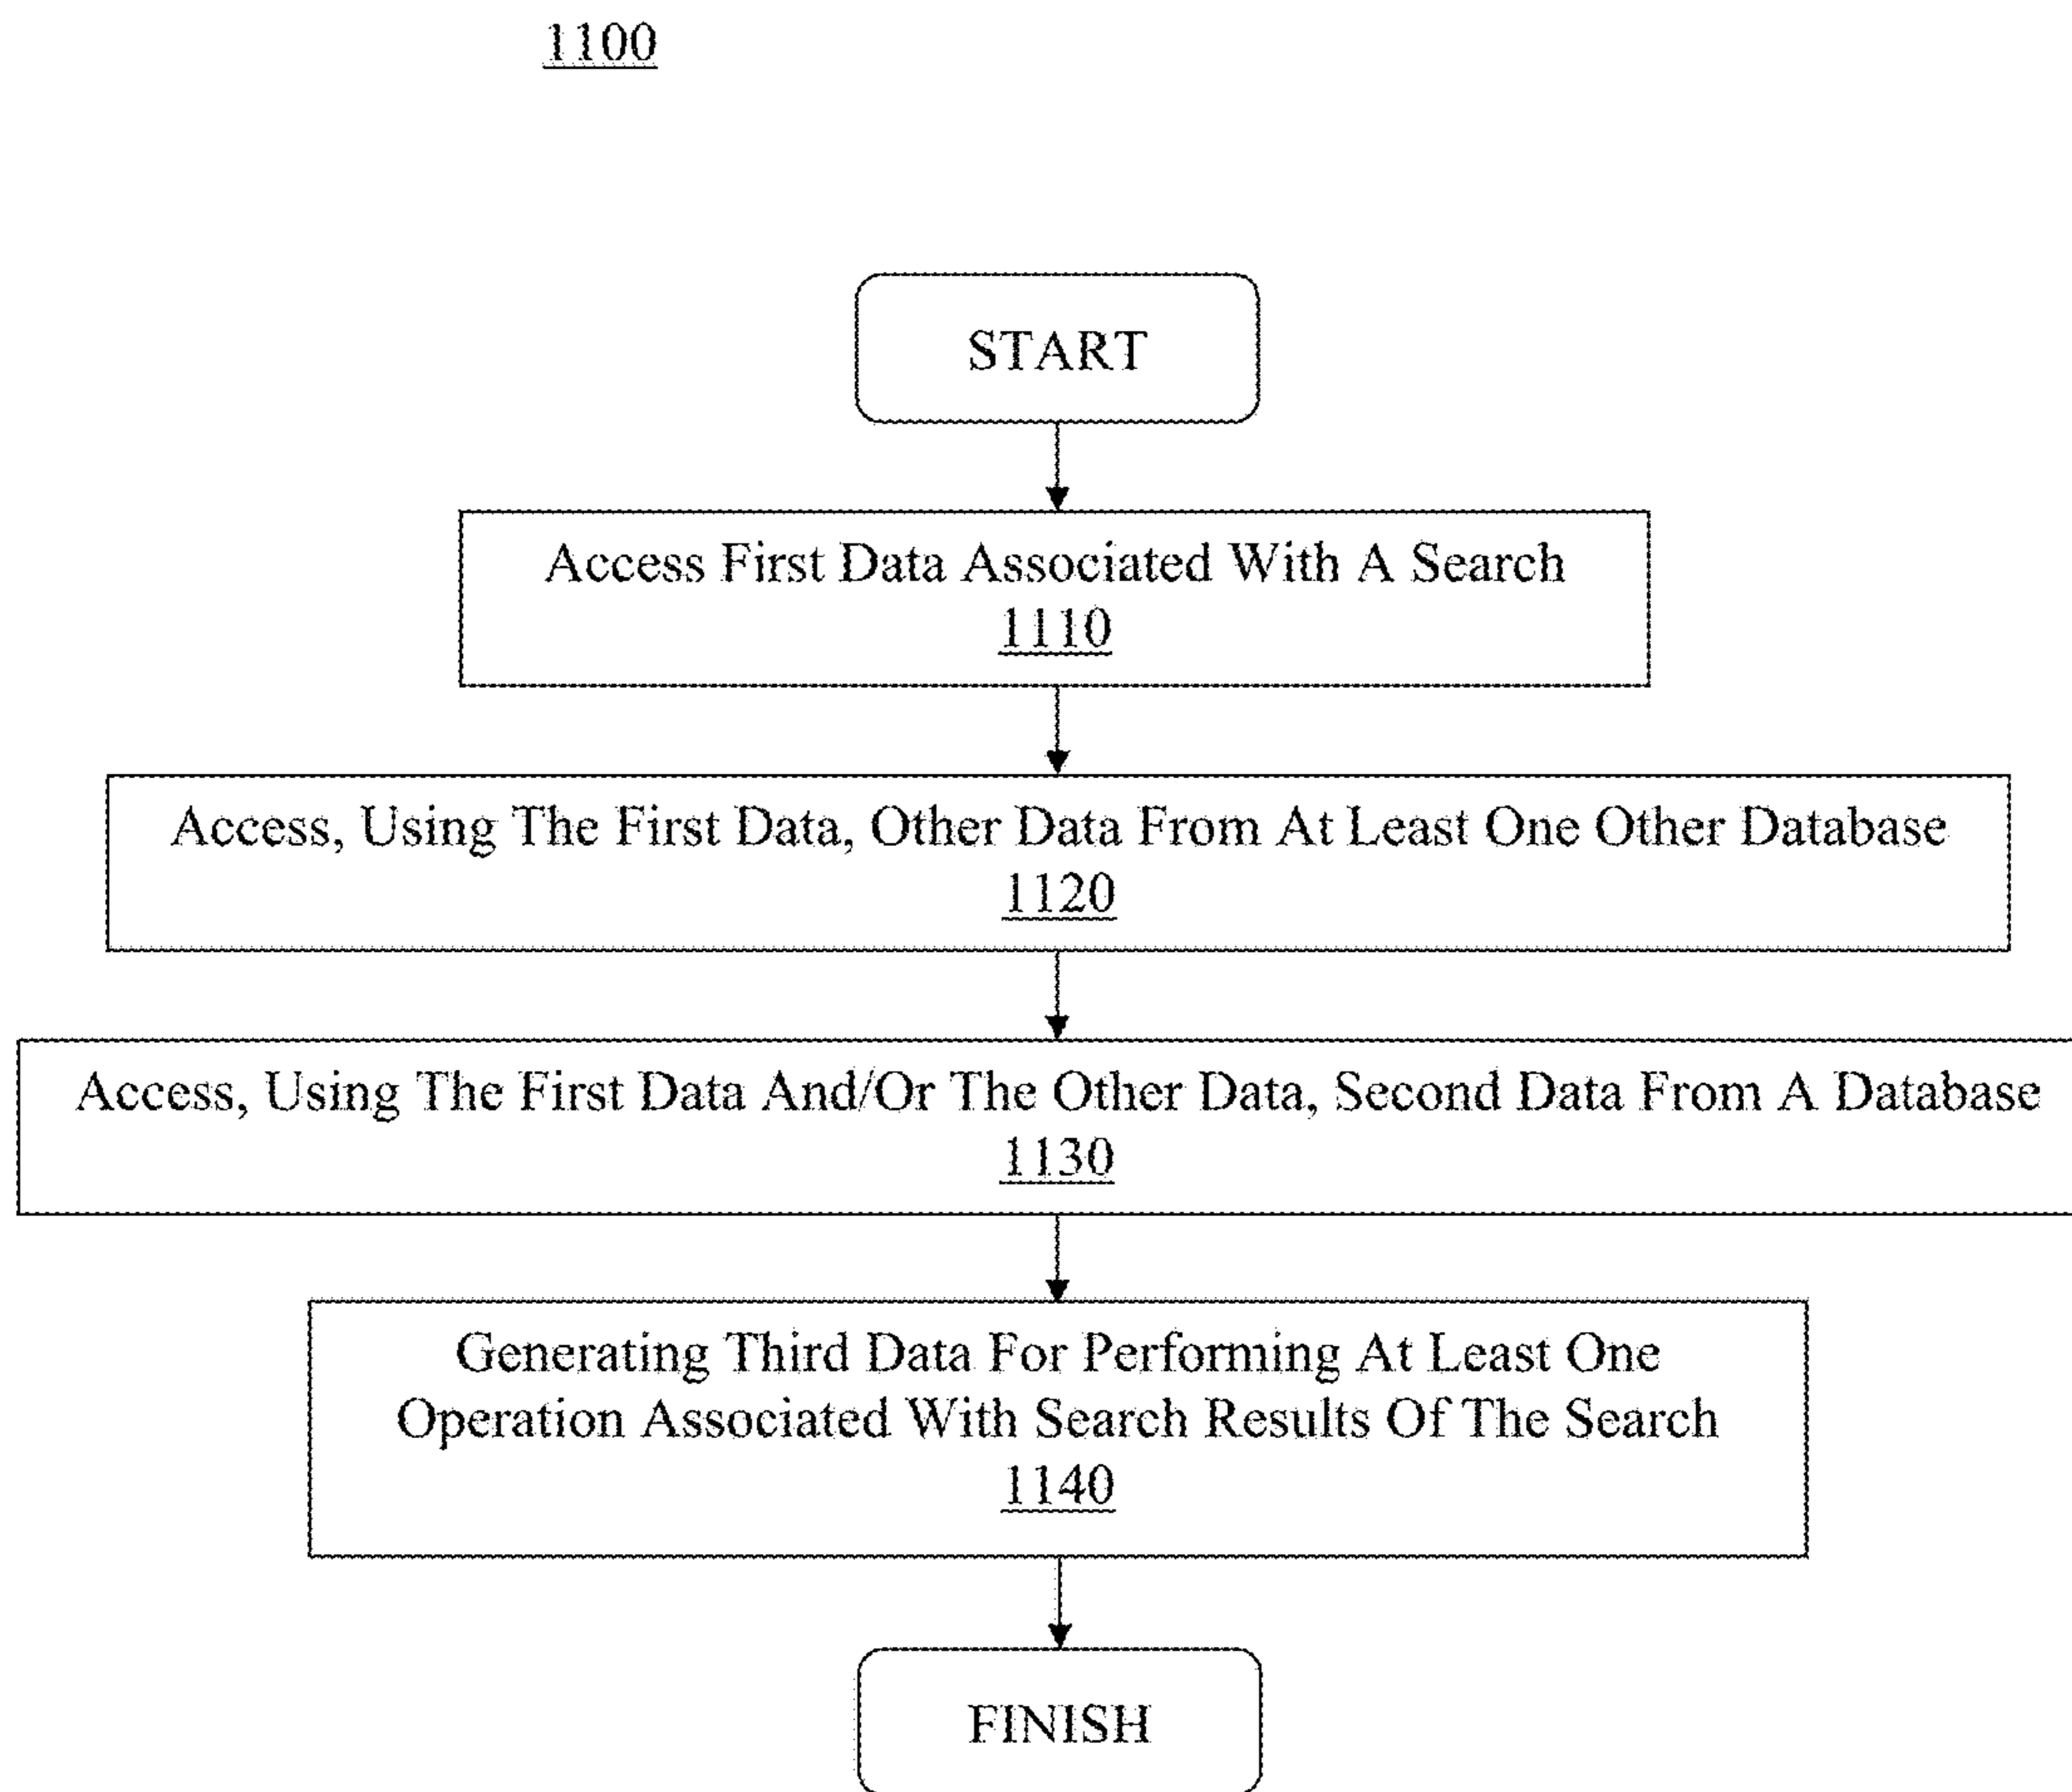 1100
START
Access First Data Associated With A Search
1110
Access, Using The First Data, Other Data From At Least One Other Database
1120
Access, Using The First Data And/Or The Other Data, Second Data From A Database
1130
Generating Third Data For Performing At Least One
Operation Associated With Search Results Of The Search
1140
FINISH